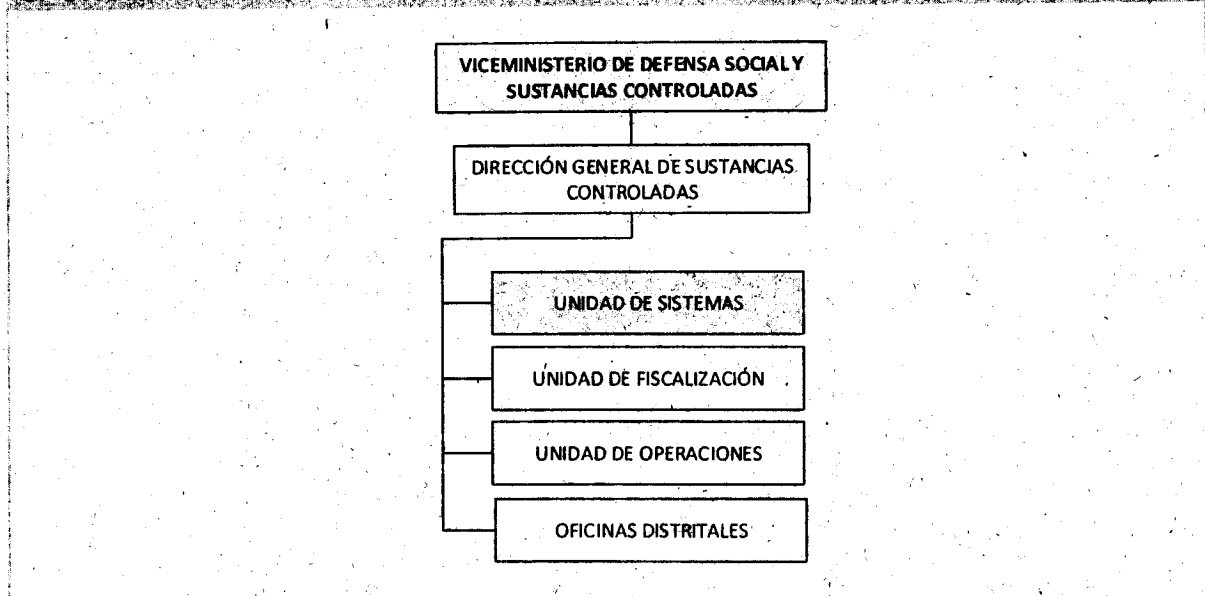 VICEMINISTERIO DE DEFENSA SOCIAL Y
SUSTANCIAS CONTROLADAS
DIRECCIÓN GENERAL DE SUSTANCIAS
CONTROLADAS
UNIDAD DE SISTEMAS
UNIDAD DE FISCALIZACIÓN
UNIDAD DE OPERACIONES
OFICINAS DISTRITALES